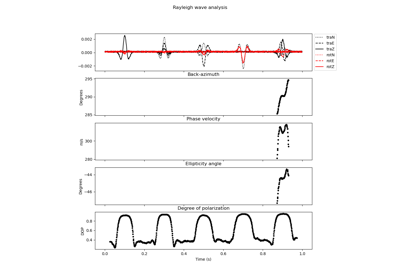 Rayleigh wave analysis
0.002
0.000
−0.002
traN
traE
traZ
rotN
rotE
rotZ
Back-azimuth
295
290
285
Degrees
Phase velocity
300
280
m/s
Ellipticity angle
−44
−46
Degrees
Degree of polarization
0.8
0.6
0.4
DOP
0.0 0.2 0.4 0.6 0.8 1.0
Time (s)